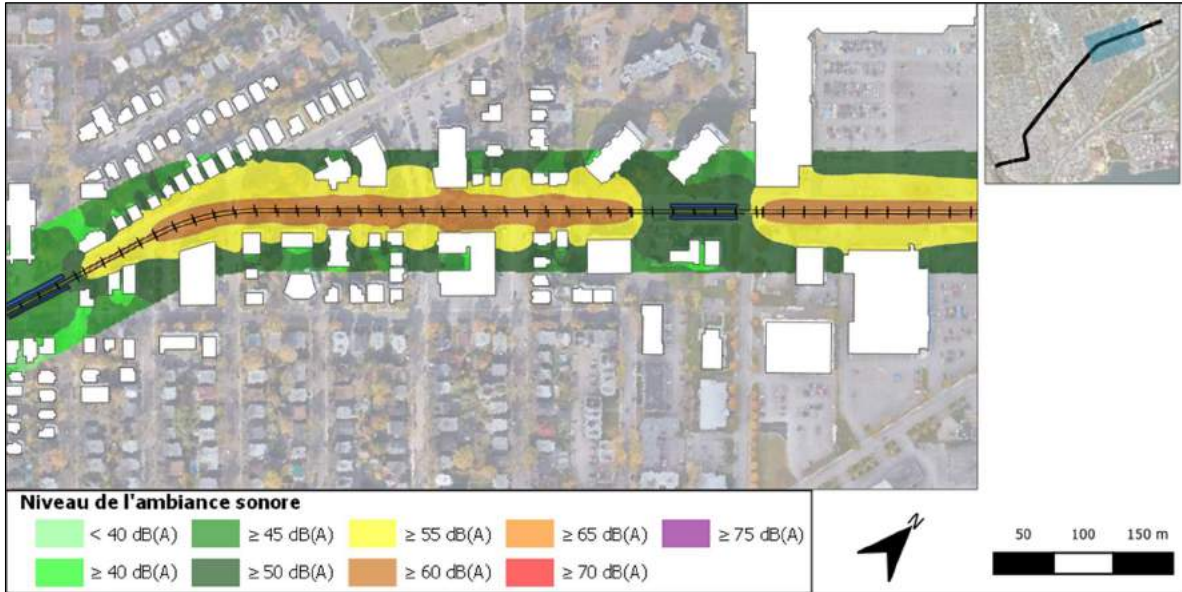 N
Niveau de l'ambiance sonore
< 40 dB(A)
≥ 45 dB(A)
≥ 55 dB(A)
≥ 65 dB(A)
≥ 75 dB(A)
≥ 40 dB(A)
≥ 50 dB(A)
≥ 60 dB(A)
≥ 70 dB(A)
50 100 150 m